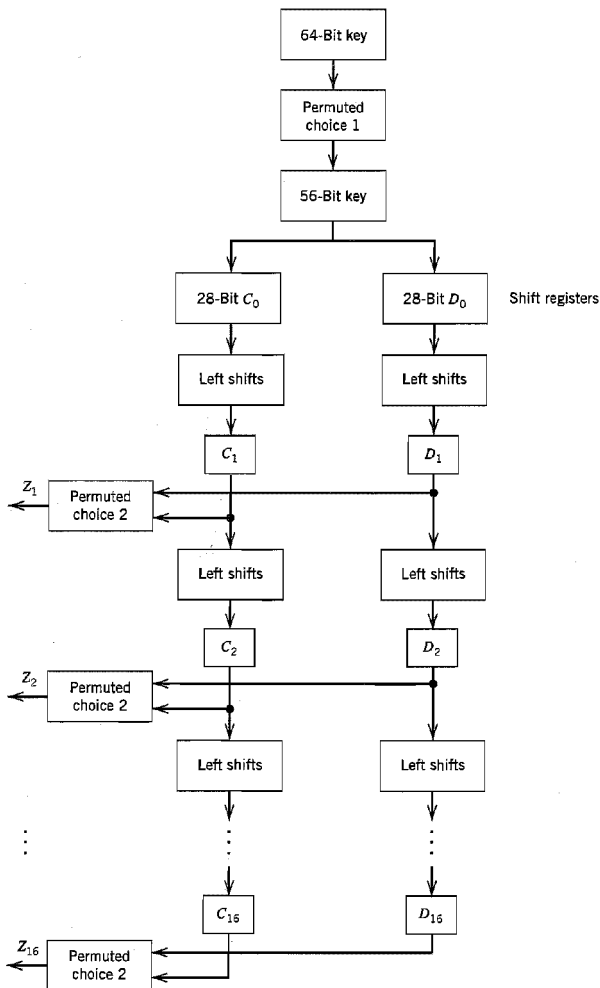 64-Bit key
Permuted
choice 1
56-Bit key
28-Bit C₀
28-Bit D₀
Shift registers
Left shifts
Left shifts
C₁
D₁
Z₁
Permuted
choice 2
Left shifts
Left shifts
C₂
D₂
Z₂
Permuted
choice 2
Left shifts
Left shifts
C₁₆
D₁₆
Z₁₆
Permuted
choice 2